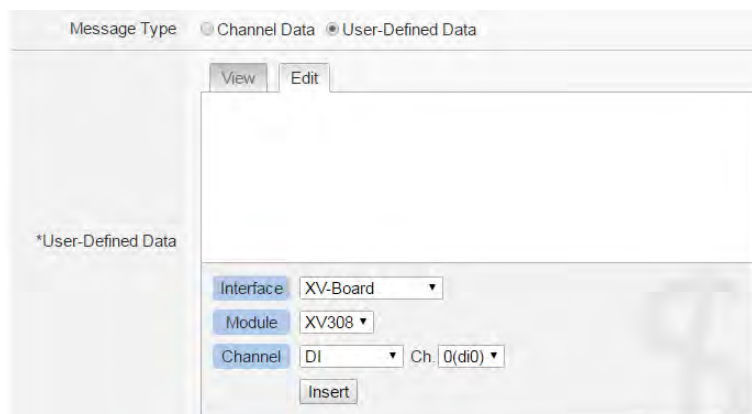 Message Type Channel Data User-Defined Data
View Edit
*User-Defined Data
Interface XV-Board
Module XV308
Channel DI Ch. 0(di0)
Insert